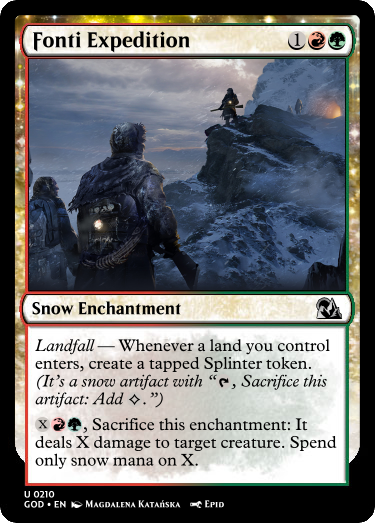 Fonti Expedition 1
Snow Enchantment
Landfall — Whenever a land you control
enters, create a tapped Splinter token.
(It's a snow artifact with “, Sacrifice this
artifact: Add .”)
X, Sacrifice this enchantment: It
deals X damage to target creature. Spend
only snow mana on X.
U 0210
GOD • EN Magdalena Katańska Epid